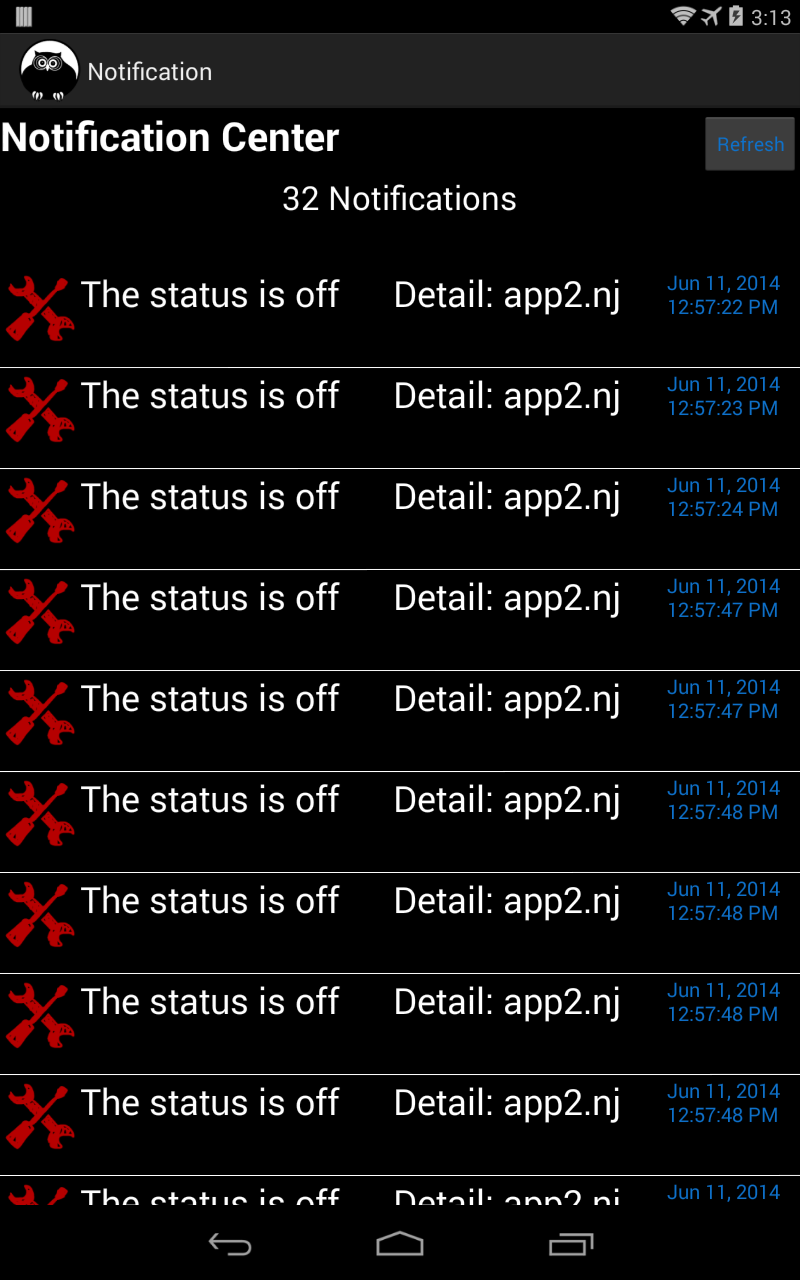 3:13
Notification
Notification Center
Refresh
32 Notifications
The status is off Detail: app2.nj Jun 11, 2014
12:57:22 PM
The status is off Detail: app2.nj Jun 11, 2014
12:57:23 PM
The status is off Detail: app2.nj Jun 11, 2014
12:57:24 PM
The status is off Detail: app2.nj Jun 11, 2014
12:57:47 PM
The status is off Detail: app2.nj Jun 11, 2014
12:57:47 PM
The status is off Detail: app2.nj Jun 11, 2014
12:57:48 PM
The status is off Detail: app2.nj Jun 11, 2014
12:57:48 PM
The status is off Detail: app2.nj Jun 11, 2014
12:57:48 PM
The status is off Detail: app2.nj Jun 11, 2014
12:57:48 PM
The status is off Detail: app2.nj Jun 11, 2014